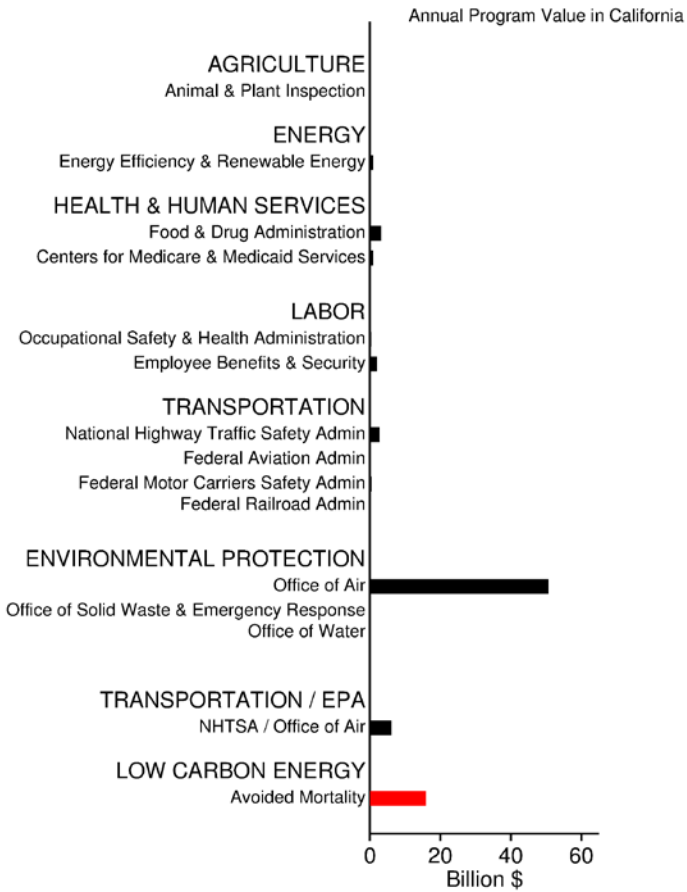 Annual Program Value in California
AGRICULTURE
Animal & Plant Inspection
ENERGY
Energy Efficiency & Renewable Energy
HEALTH & HUMAN SERVICES
Food & Drug Administration
Centers for Medicare & Medicaid Services
LABOR
Occupational Safety & Health Administration
Employee Benefits & Security
TRANSPORTATION
National Highway Traffic Safety Admin
Federal Aviation Admin
Federal Motor Carriers Safety Admin
Federal Railroad Admin
ENVIRONMENTAL PROTECTION
Office of Air
Office of Solid Waste & Emergency Response
Office of Water
TRANSPORTATION / EPA
NHTSA / Office of Air
LOW CARBON ENERGY
Avoided Mortality
0 20 40 60
Billion $